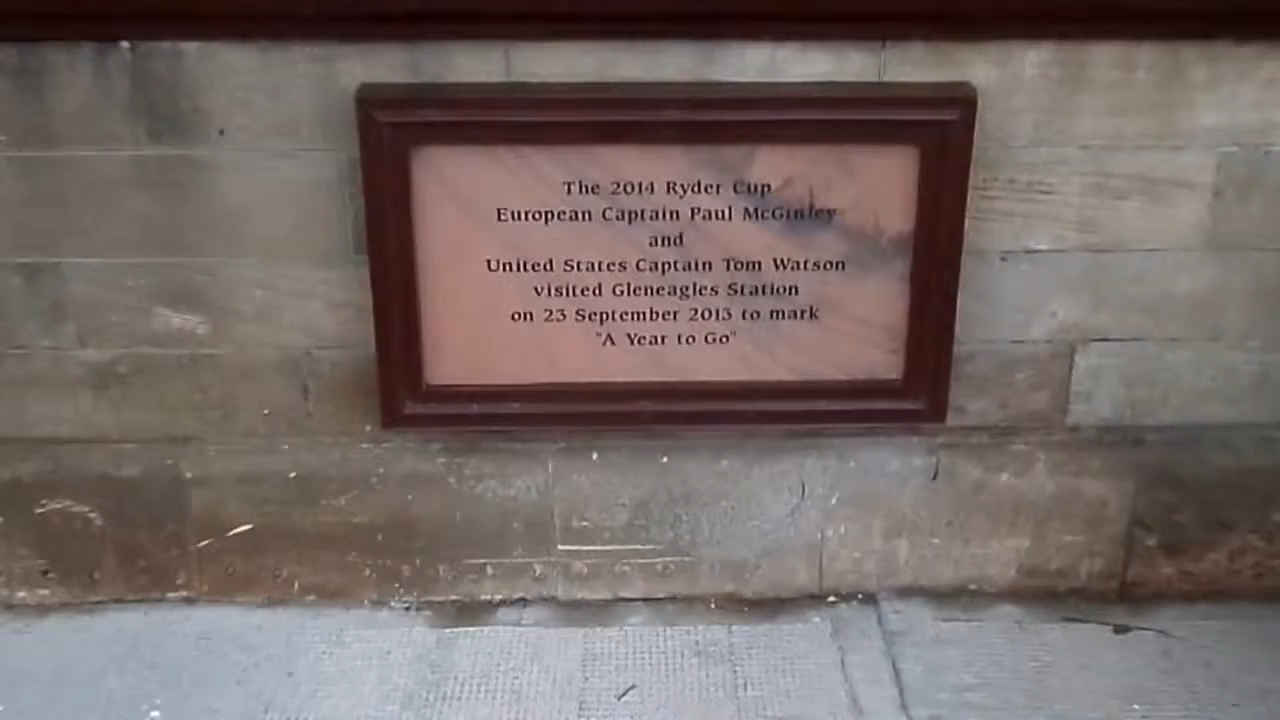 The 2014 Ryder Cup
European Captain Paul McGinley
and
United States Captain Tom Watson
visited Gleneagles Station
on 23 September 2013 to mark
"A Year to Go"